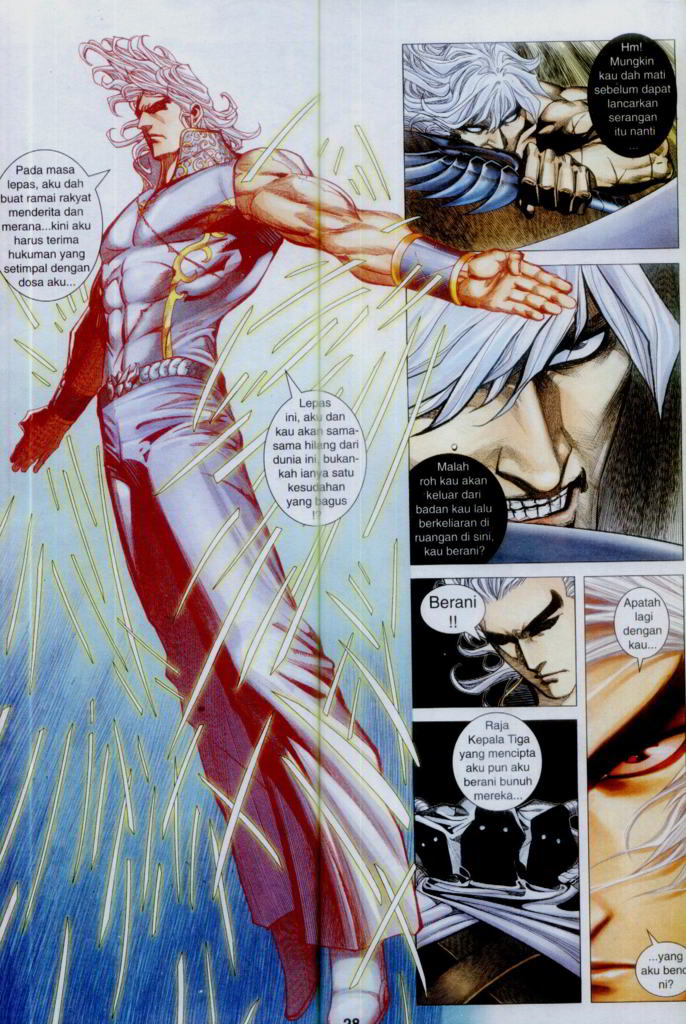 Pada masa
lepas, aku dah
buat ramai rakyat
menderita dan
merana...kini aku
harus terima
hukuman yang
setimpal dengan
dosa aku...
Lepas
ini, aku dan
kau akan sama-
sama hilang dari
dunia ini, bukan-
kah ianya satu
kesudahan
yang bagus
!?
Hm!
Mungkin
kau dah mati
sebelum dapat
lancarkan
serangan
itu nanti
...
Malah
roh kau akan
keluar dari
badan kau lalu
berkeliaran di
ruangan di sini,
kau berani?
Berani
!!
Raja
Kepala Tiga
yang mencipta
aku pun aku
berani bunuh
mereka...
Apatah
lagi
dengan
kau...
...yang
aku benc
ni?
28